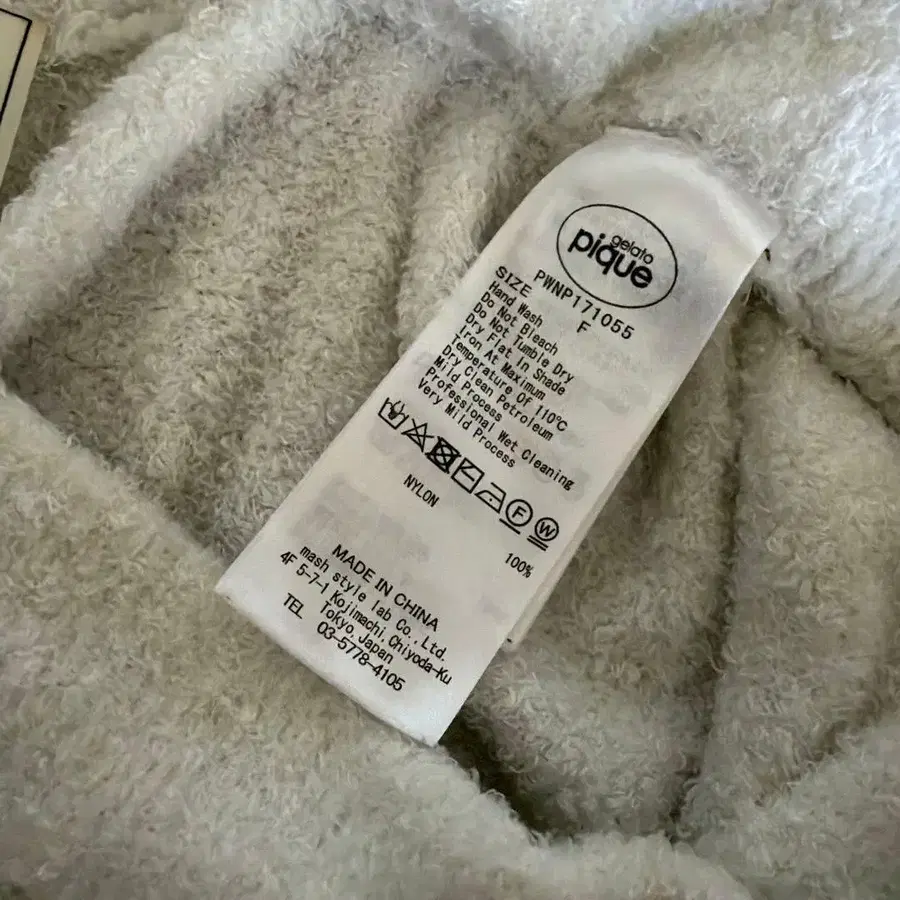 gelato
pique
PWNP171055
SIZE F
Hand Wash
Do Not Bleach
Do Not Tumble Dry
Dry Flat In Shade
Iron At Maximum
Temperature Of 110℃
Dry Clean Petroleum
Mild Process
Professional Wet Cleaning
Very Mild Process
F W
NYLON 100%
MADE IN CHINA
mash style lab Co., Ltd.
4F 5-7-1 Kojimachi, Chiyoda-Ku
Tokyo, Japan
TEL 03-5778-4105